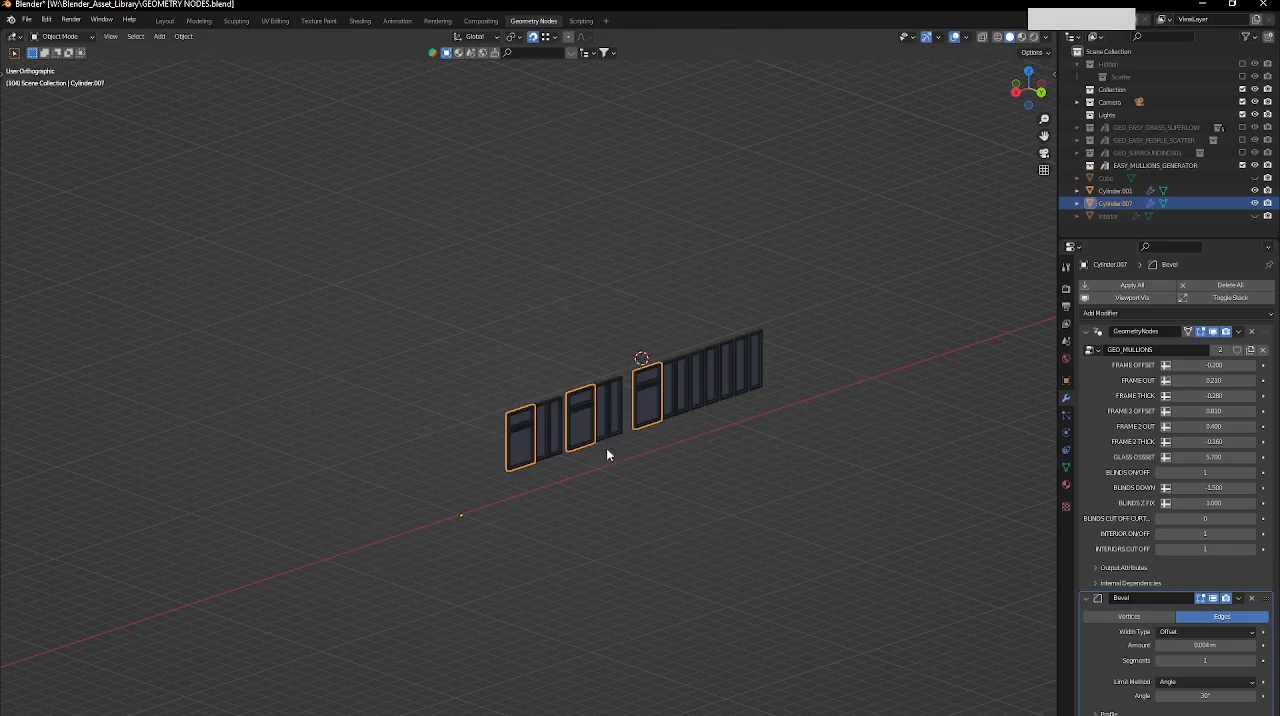 Blender* [W:\Blender_Asset_Library\GEOMETRY NODES.blend]
File Edit Render Window Help Layout Modeling Sculpting UV Editing Texture Paint Shading Animation Rendering Compositing Geometry Nodes Scripting + ViewLayer
Object Mode View Select Add Object Global
Options
User Orthographic
(104) Scene Collection | Cylinder.007
X Y Z
Scene Collection
Hidden
Scatter
Collection
Camera
Lights
GEO_EASY_GRASS_SUPERLOW
GEO_EASY_PEOPLE_SCATTER
GEO_SURROUNDINGS01
EASY_MULLIONS_GENERATOR
Cube
Cylinder.001
Cylinder.007
Interior
Cylinder.007 > Bevel
Apply All Delete All
Viewport Vis Toggle Stack
Add Modifier
GeometryNodes
GEO_MULLIONS 2
FRAME OFFSET -0.200
FRAME OUT 0.210
FRAME THICK -0.280
FRAME 2 OFFSET 0.810
FRAME 2 OUT 0.400
FRAME 2 THICK -0.160
GLASS OSSSET 5.700
BLINDS ON/OFF 1
BLINDS DOWN -1.500
BLINDS Z FIX 1.000
BLINDS CUT OFF CURT... 0
INTERIOR ON/OFF 1
INTERIORS CUT OFF 1
Output Attributes
Internal Dependencies
Bevel
Vertices Edges
Width Type Offset
Amount 0.004 m
Segments 1
Limit Method Angle
Angle 30°
Profile